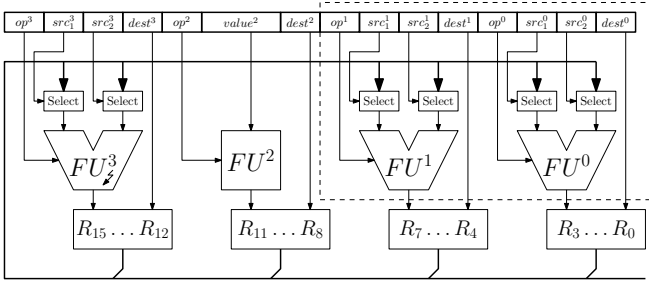 op³ src₁³ src₂³ dest³ op² value² dest² op¹ src₁¹ src₂¹ dest¹ op⁰ src₁⁰ src₂⁰ dest⁰
Select Select Select Select Select Select
FU³ FU² FU¹ FU⁰
R₁₅ . . . R₁₂ R₁₁ . . . R₈ R₇ . . . R₄ R₃ . . . R₀